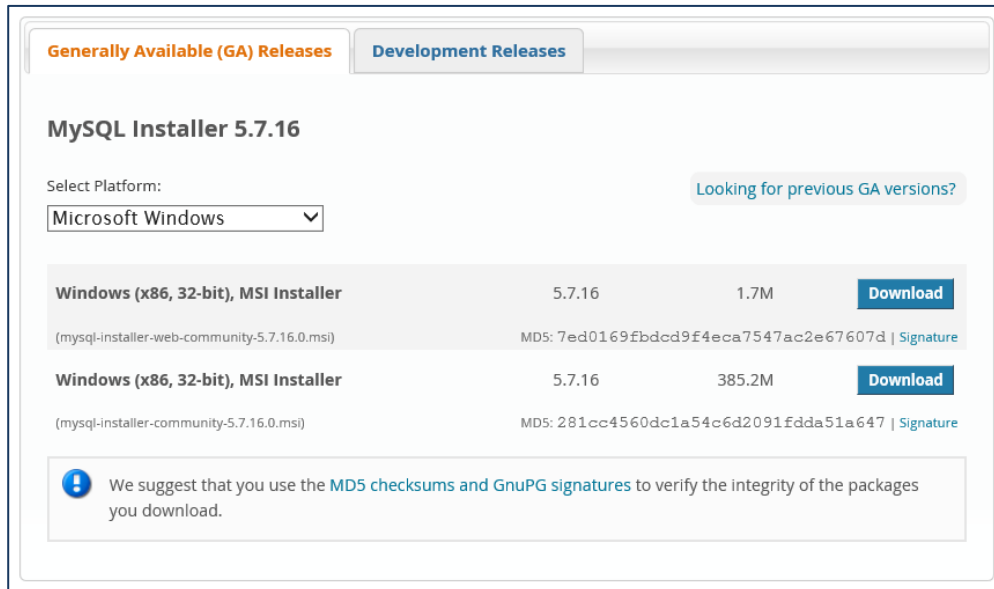 Generally Available (GA) Releases
Development Releases
MySQL Installer 5.7.16
Select Platform:
Looking for previous GA versions?
Microsoft Windows
Windows (x86, 32-bit), MSI Installer 5.7.16 1.7M Download
(mysql-installer-web-community-5.7.16.0.msi) MD5: 7ed0169fbdcd9f4eca7547ac2e67607d | Signature
Windows (x86, 32-bit), MSI Installer 5.7.16 385.2M Download
(mysql-installer-community-5.7.16.0.msi) MD5: 281cc4560dc1a54c6d2091fdda51a647 | Signature
We suggest that you use the MD5 checksums and GnuPG signatures to verify the integrity of the packages
you download.